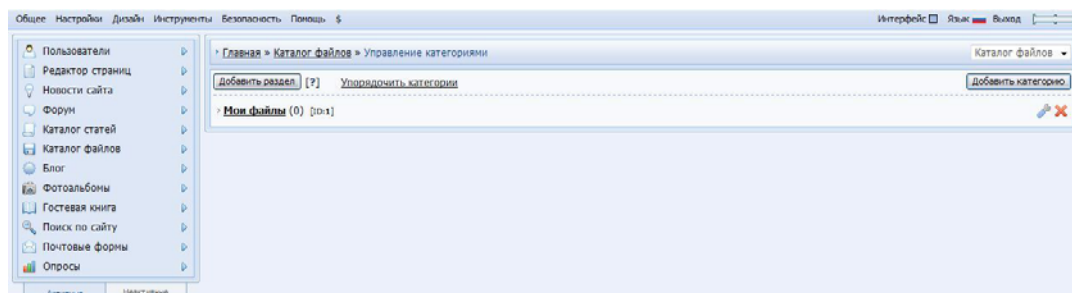 Общее Настройки Дизайн Инструменты Безопасность Помощь $ Интерфейс Язык Выход
Пользователи
Редактор страниц
Новости сайта
Форум
Каталог статей
Каталог файлов
Блог
Фотоальбомы
Гостевая книга
Поиск по сайту
Почтовые формы
Опросы
Главная » Каталог файлов » Управление категориями Каталог файлов
Добавить раздел [?] Упорядочить категории Добавить категорию
Мои файлы (0) [ID:1]